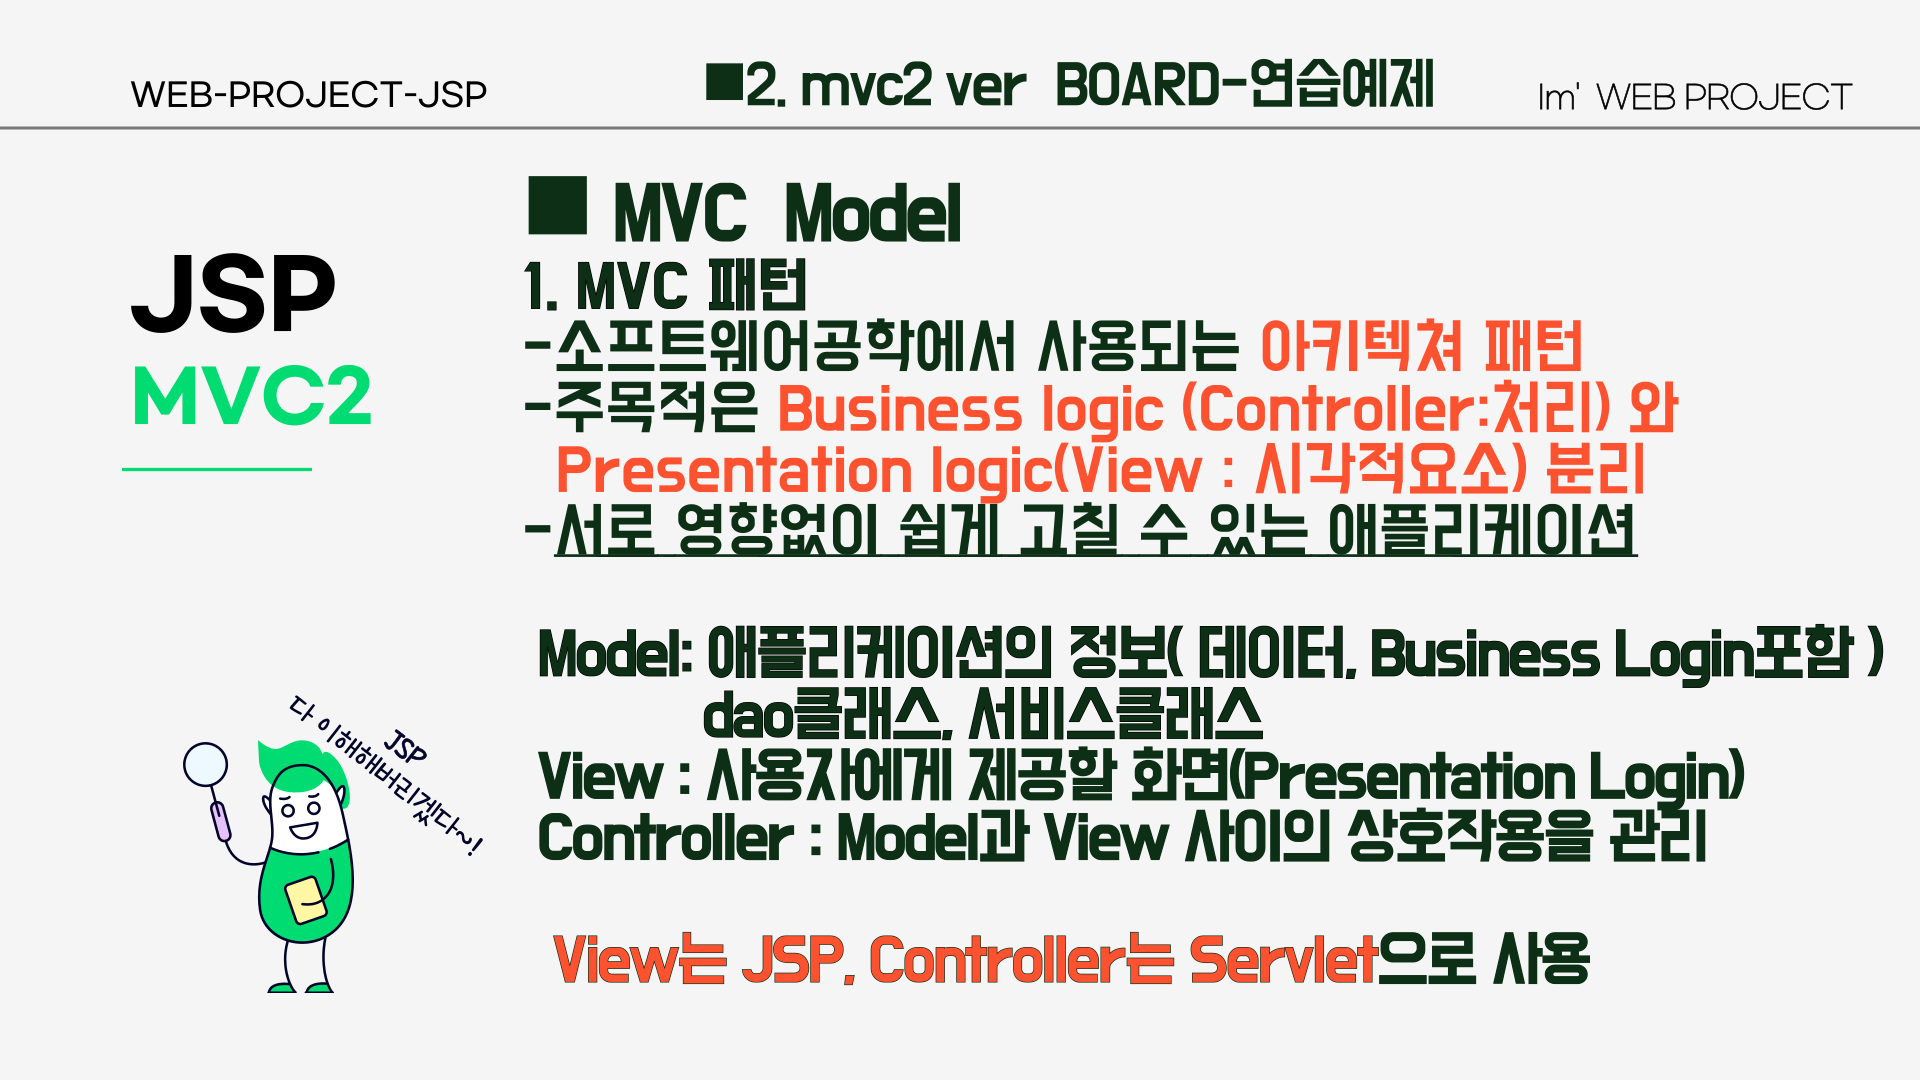 WEB-PROJECT-JSP
■2. mvc2 ver BOARD-연습예제
Im' WEB PROJECT
JSP
MVC2
■ MVC Model
1. MVC 패턴
-소프트웨어공학에서 사용되는 아키텍쳐 패턴
-주목적은 Business logic (Controller:처리) 와
Presentation logic(View : 시각적요소) 분리
-서로 영향없이 쉽게 고칠 수 있는 애플리케이션
Model: 애플리케이션의 정보( 데이터, Business Login포함 )
dao클래스, 서비스클래스
View : 사용자에게 제공할 화면(Presentation Login)
Controller : Model과 View 사이의 상호작용을 관리
View는 JSP, Controller는 Servlet으로 사용
JSP
다 이해해버리겠다~!